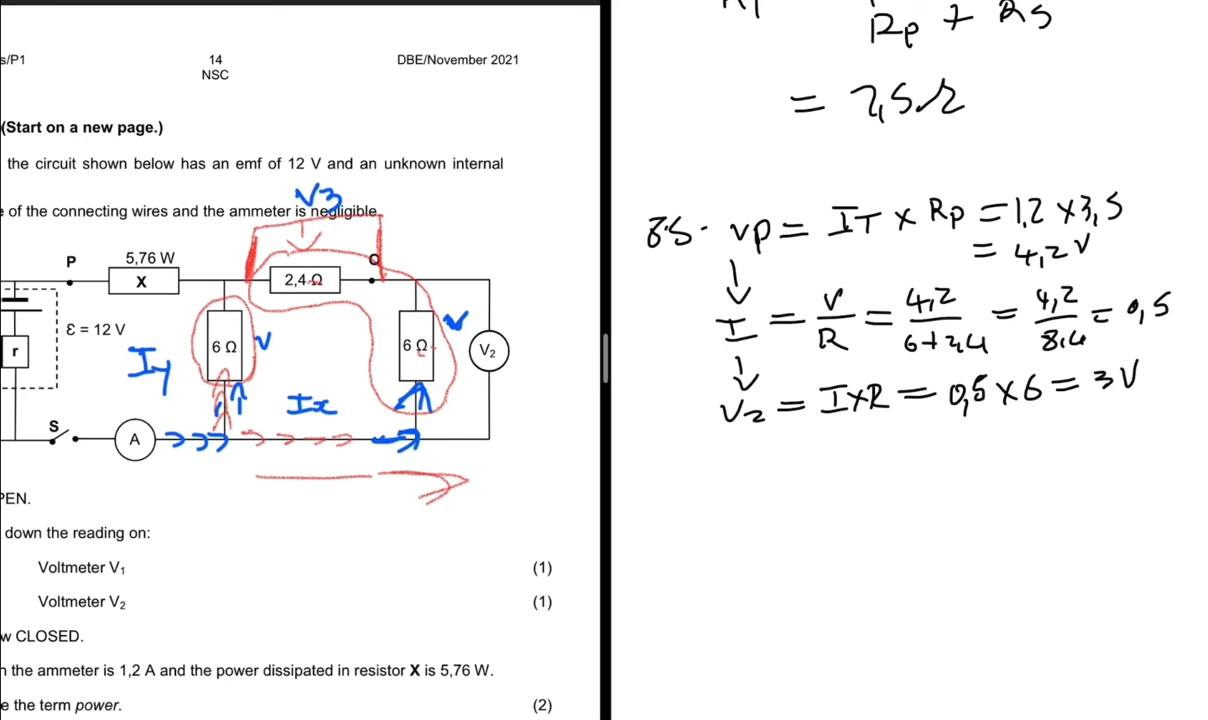 s/P1
14
DBE/November 2021
NSC
(Start on a new page.)
the circuit shown below has an emf of 12 V and an unknown internal
of the connecting wires and the ammeter is negligible.
V3
P
5,76 W
X
2,4 Ω
Q
ε = 12 V
r
6 Ω
V
6 Ω
V
V2
Iy
Ix
S
A
PEN.
down the reading on:
Voltmeter V1 (1)
Voltmeter V2 (1)
w CLOSED.
n the ammeter is 1,2 A and the power dissipated in resistor X is 5,76 W.
e the term power. (2)
Rp + Rs
8.5. Vp = IT x Rp = 1,2 x 3,5
= 4,2 V
I = V/R = 4,2/6+2,4 = 4,2/8.4 = 0,5
V2 = I x R = 0,5 x 6 = 3V